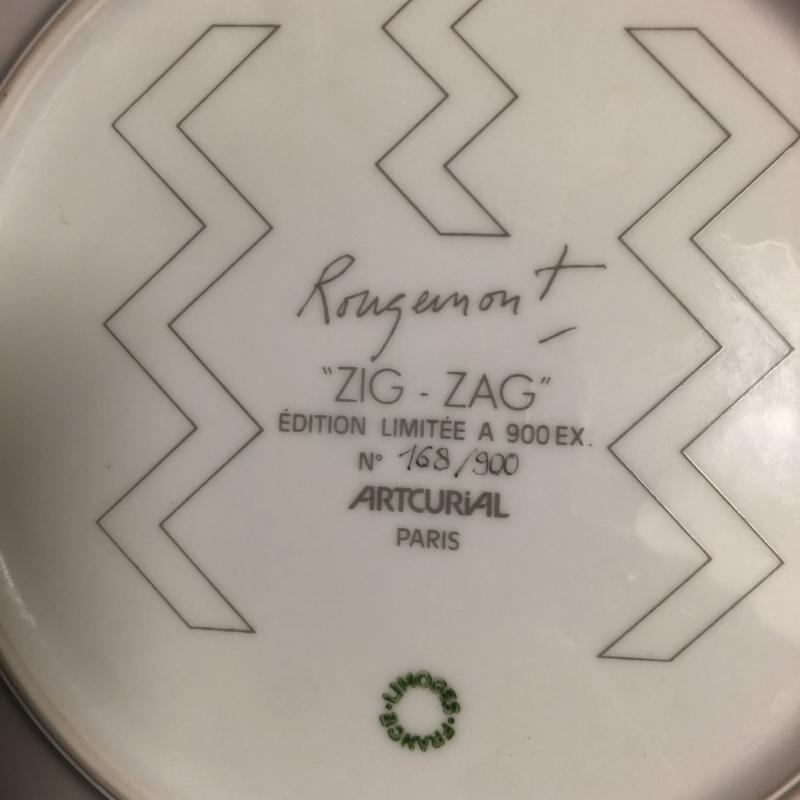 Rougemont
"ZIG - ZAG"
ÉDITION LIMITÉE A 900 EX.
N° 168/900
ARTCURiAL
PARIS
LIMOGES·FRANCE·